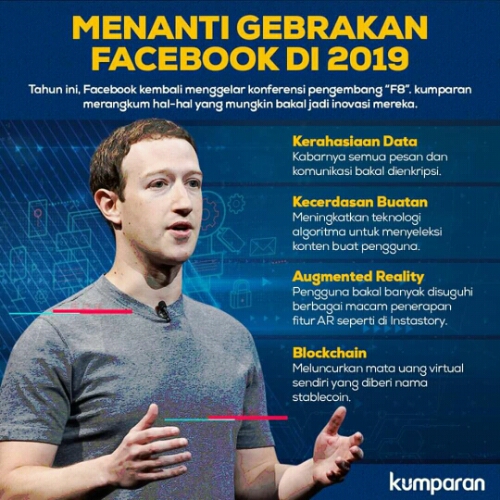 MENANTI GEBRAKAN
FACEBOOK DI 2019
Tahun ini, Facebook kembali menggelar konferensi pengembang "F8". kumparan
merangkum hal-hal yang mungkin bakal jadi inovasi mereka.
Kerahasiaan Data
Kabarnya semua pesan dan
komunikasi bakal dienkripsi.
Kecerdasan Buatan
Meningkatkan teknologi
algoritma untuk menyeleksi
konten buat pengguna.
Augmented Reality
Pengguna bakal banyak disuguhi
berbagai macam penerapan
fitur AR seperti di Instastory.
Blockchain
Meluncurkan mata uang virtual
sendiri yang diberi nama
stablecoin.
kumparan